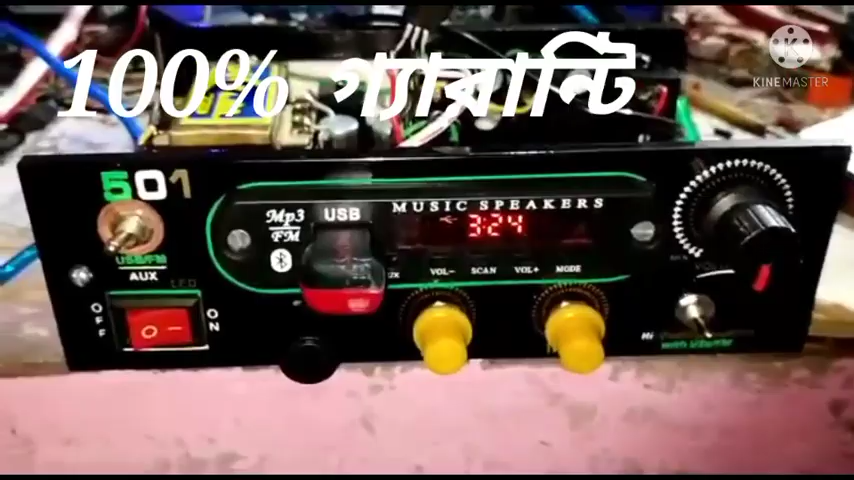 100% গ্যারান্টি
KINEMASTER
501
USB/FM
AUX
LED
OFF
ON
Mp3
FM
USB
MUSIC SPEAKERS
3:24
VOL- SCAN VOL+ MODE
Hi